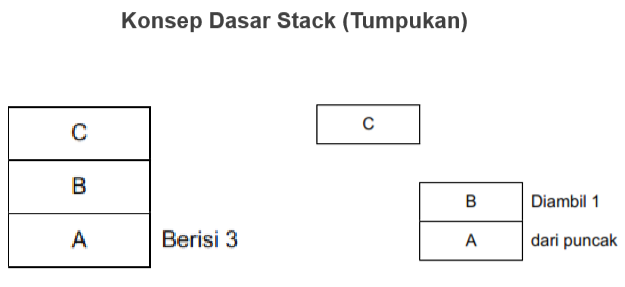 Konsep Dasar Stack (Tumpukan)
C
B
A Berisi 3
C
B Diambil 1
A dari puncak